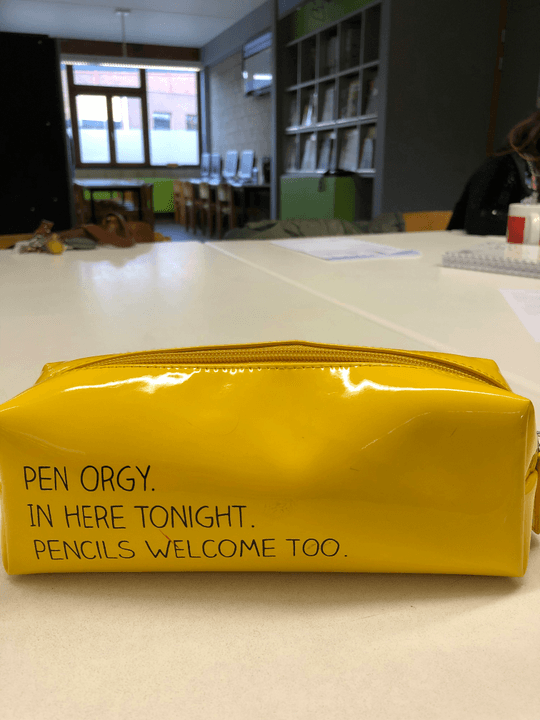 PEN ORGY.
IN HERE TONIGHT.
PENCILS WELCOME TOO.